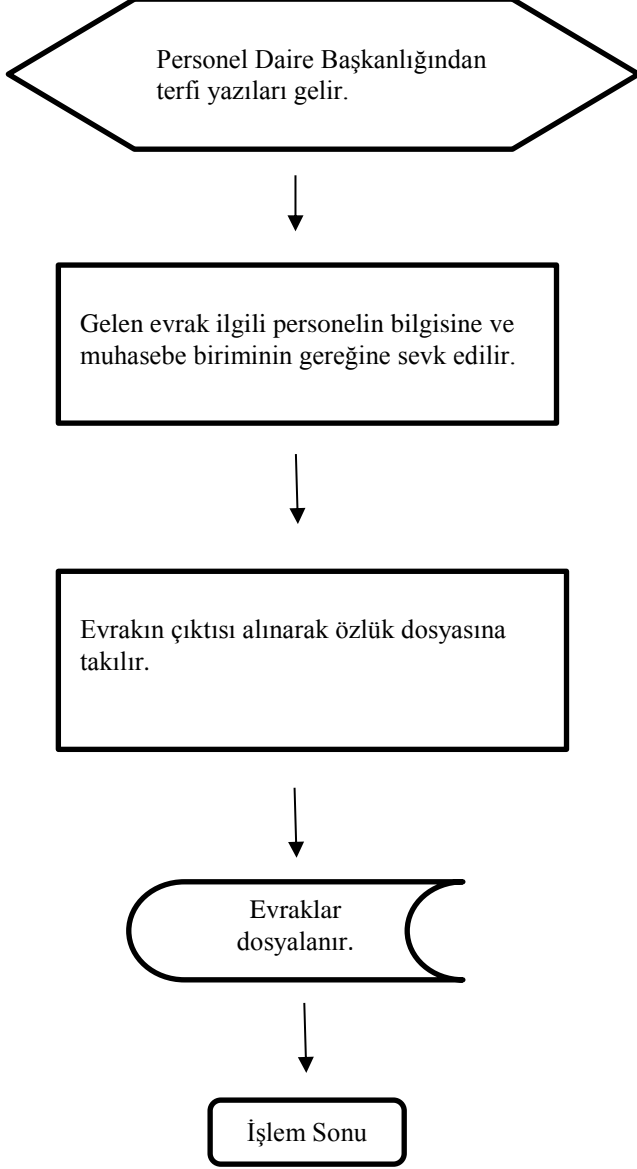 Personel Daire Başkanlığından
terfi yazıları gelir.
Gelen evrak ilgili personelin bilgisine ve
muhasebe biriminin gereğine sevk edilir.
Evrakın çıktısı alınarak özlük dosyasına
takılır.
Evraklar
dosyalanır.
İşlem Sonu